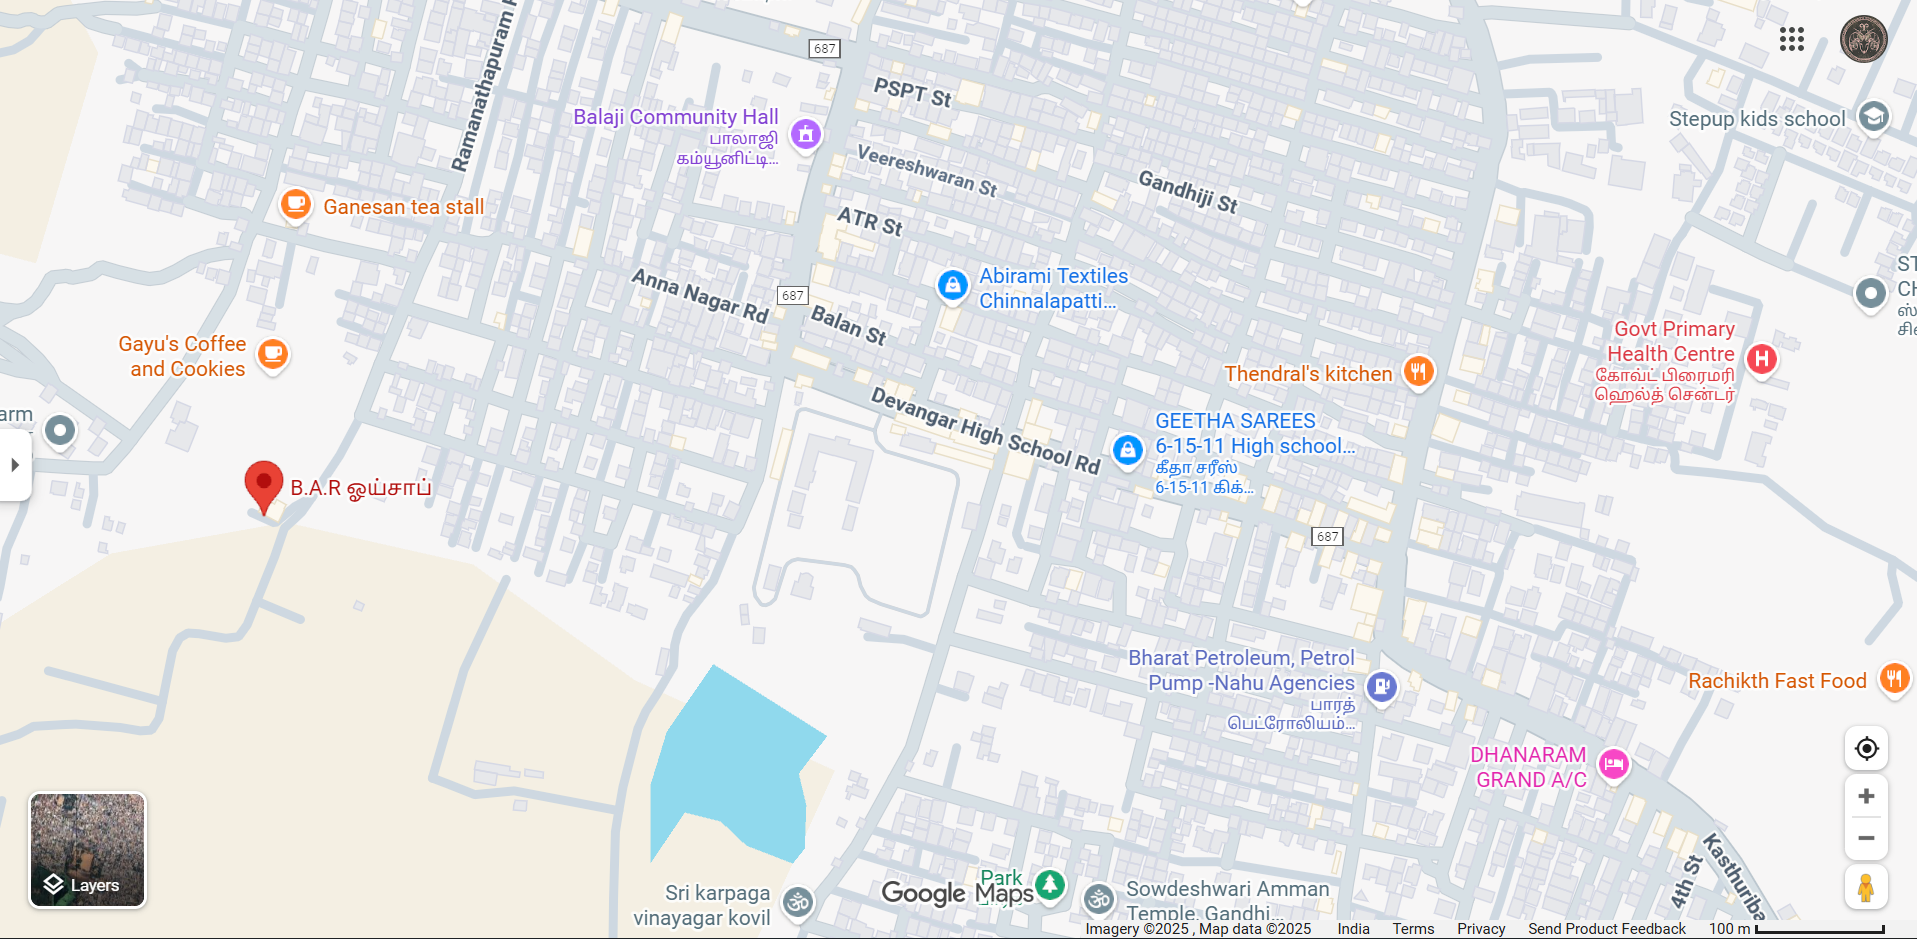 687
PSPT St
Ramanathapuram
Balaji Community Hall
பாலாஜி
கம்யூனிட்டி...
Stepup kids school
Veereshwaran St
Gandhiji St
Ganesan tea stall
ATR St
Abirami Textiles
Chinnalapatti...
Anna Nagar Rd
687
Balan St
Govt Primary
Health Centre
கோவ்ட் பிரைமரி
ஹெல்த் சென்டர்
Gayu's Coffee
and Cookies
Thendral's kitchen
Devangar High School Rd
GEETHA SAREES
6-15-11 High school...
கீதா சரீஸ்
6-15-11 கிக்...
arm
B.A.R ஓய்சாப்
687
Bharat Petroleum, Petrol
Pump -Nahu Agencies
பாரத்
பெட்ரோலியம்...
Rachikth Fast Food
DHANARAM
GRAND A/C
Kasthuriba
4th St
Layers
Sri karpaga
vinayagar kovil
Park
Google Maps
Sowdeshwari Amman
Temple, Gandhi...
Imagery ©2025 , Map data ©2025 India Terms Privacy Send Product Feedback 100 m